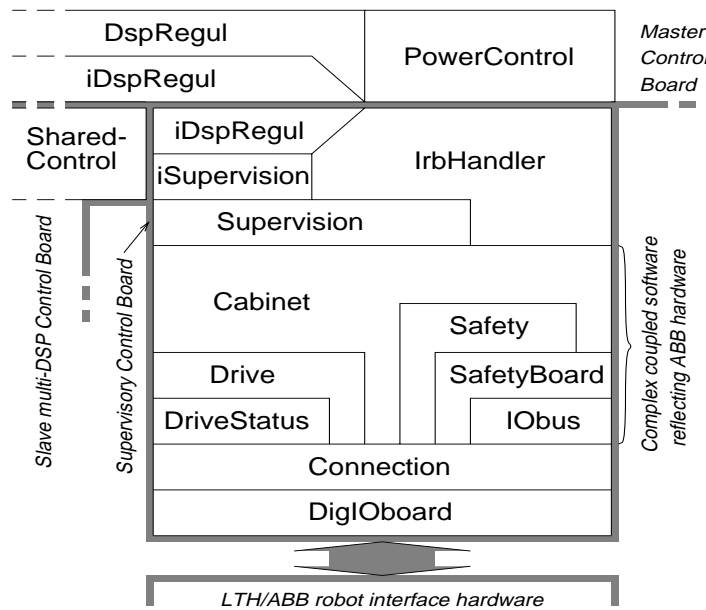 DspRegul
PowerControl
Master
Control
Board
iDspRegul
Shared-
Control
iDspRegul
IrbHandler
iSupervision
Supervision
Slave multi-DSP Control Board
Supervisory Control Board
Cabinet
Safety
Drive
SafetyBoard
DriveStatus
IObus
Complex coupled software
reflecting ABB hardware
Connection
DigIOboard
LTH/ABB robot interface hardware